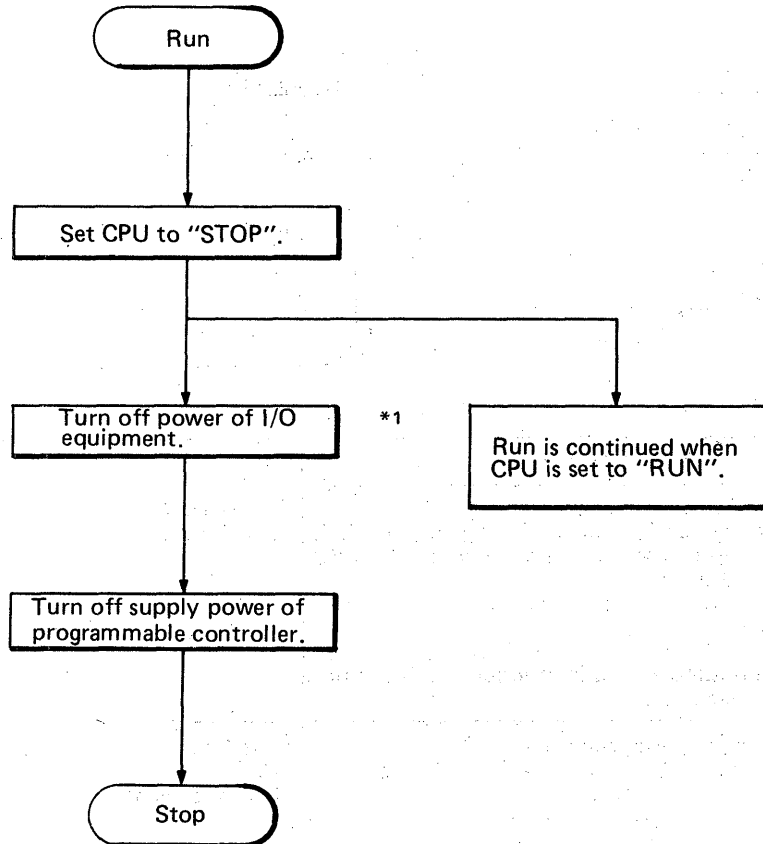 Run
Set CPU to “STOP”.
Turn off power of I/O
equipment.
*1
Run is continued when
CPU is set to “RUN”.
Turn off supply power of
programmable controller.
Stop